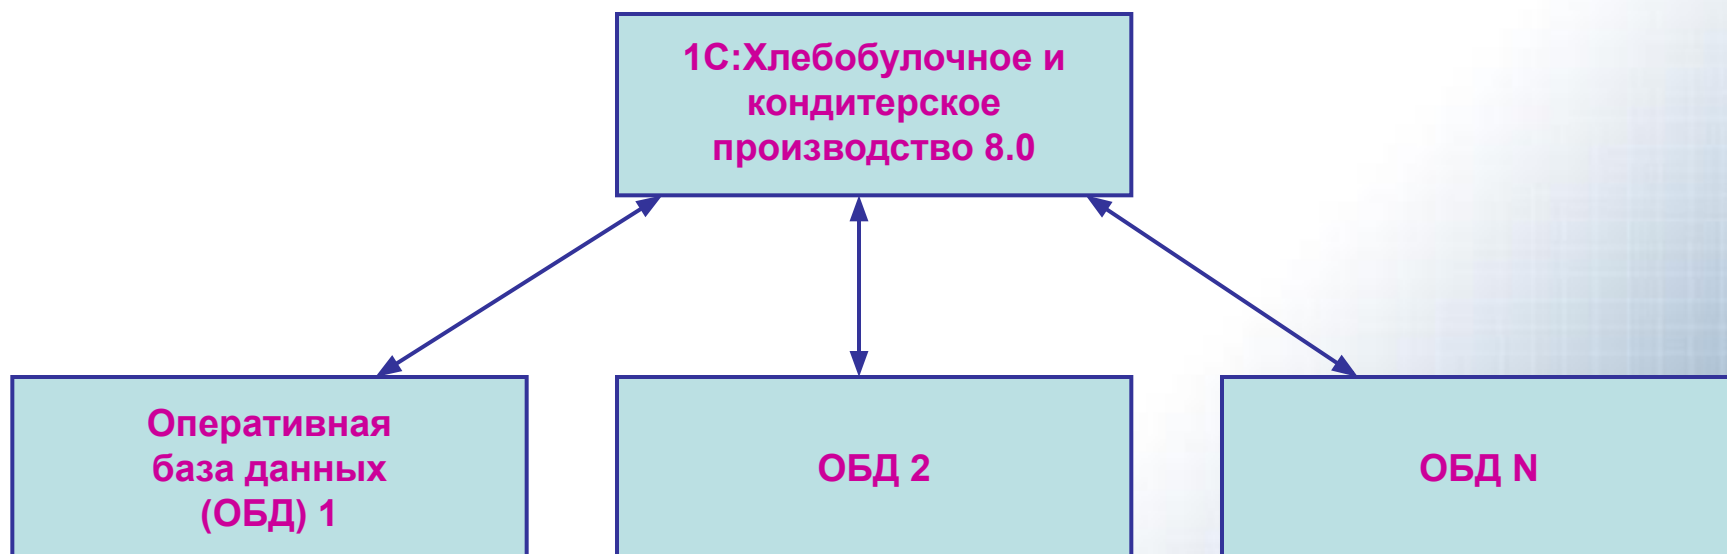 1С:Хлебобулочное и
кондитерское
производство 8.0
Оперативная
база данных
(ОБД) 1
ОБД 2
ОБД N